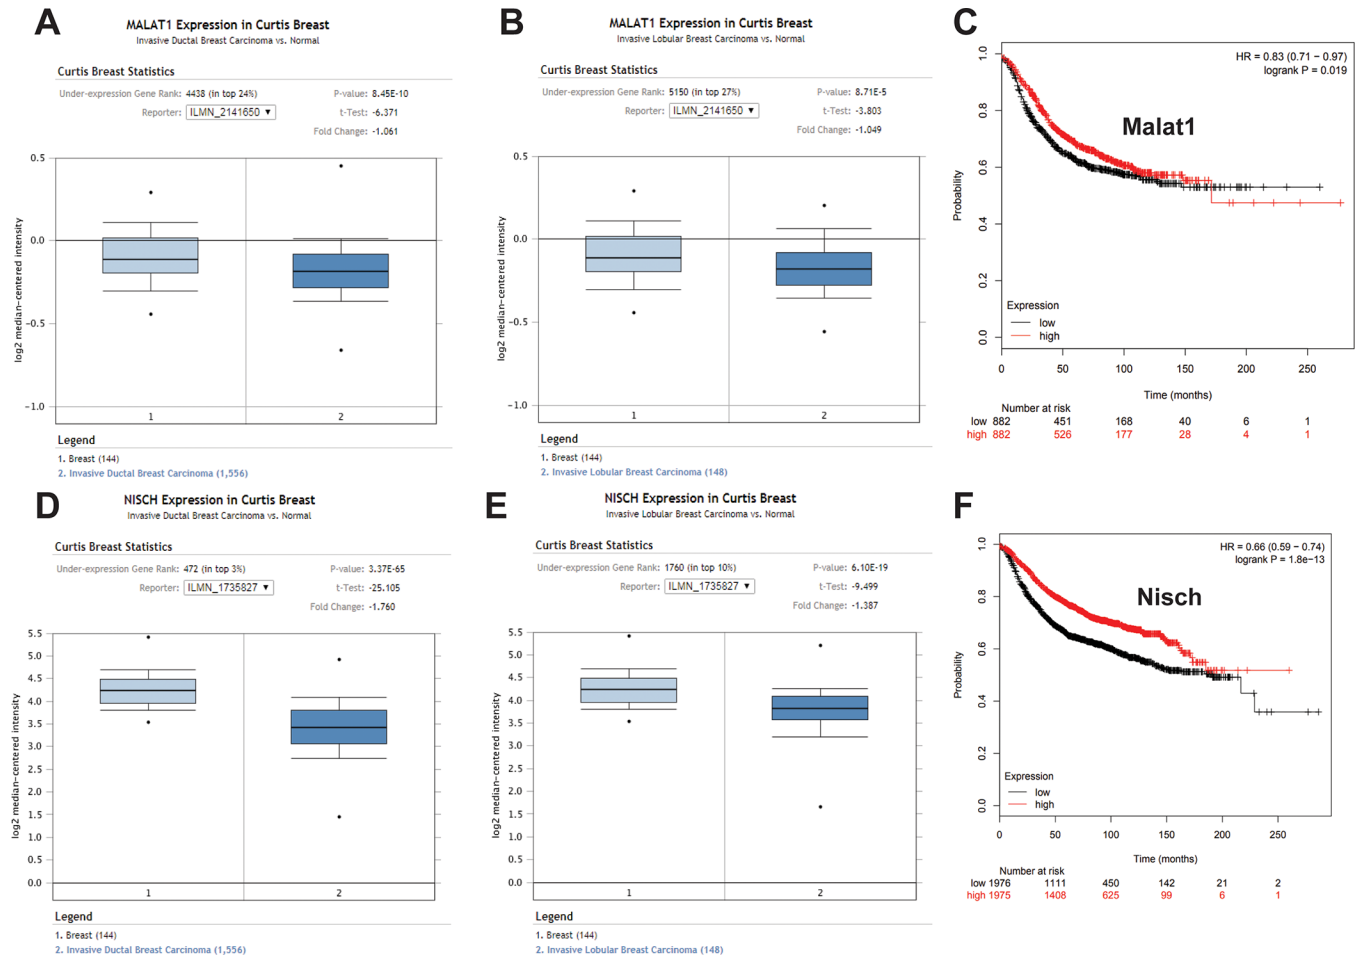 A
MALAT1 Expression in Curtis Breast
Invasive Ductal Breast Carcinoma vs. Normal
Curtis Breast Statistics
Under-expression Gene Rank: 4438 (in top 24%)
P-value: 8.45E-10
Reporter: ILMN_2141650 ▼
t-Test: -6.371
Fold Change: -1.061
log2 median-centered intensity
0.5
0.0
-0.5
-1.0
1
2
Legend
1. Breast (144)
2. Invasive Ductal Breast Carcinoma (1,556)
B
MALAT1 Expression in Curtis Breast
Invasive Lobular Breast Carcinoma vs. Normal
Curtis Breast Statistics
Under-expression Gene Rank: 5150 (in top 27%)
P-value: 8.71E-5
Reporter: ILMN_2141650 ▼
t-Test: -3.803
Fold Change: -1.049
log2 median-centered intensity
0.5
0.0
-0.5
-1.0
1
2
Legend
1. Breast (144)
2. Invasive Lobular Breast Carcinoma (148)
C
HR = 0.83 (0.71 − 0.97)
logrank P = 0.019
Malat1
Probability
1.0
0.8
0.6
0.4
0.2
0.0
Expression
low
high
0 50 100 150 200 250
Time (months)
Number at risk
low 882 451 168 40 6 1
high 882 526 177 28 4 1
D
NISCH Expression in Curtis Breast
Invasive Ductal Breast Carcinoma vs. Normal
Curtis Breast Statistics
Under-expression Gene Rank: 472 (in top 3%)
P-value: 3.37E-65
Reporter: ILMN_1735827 ▼
t-Test: -25.105
Fold Change: -1.760
log2 median-centered intensity
5.5
5.0
4.5
4.0
3.5
3.0
2.5
2.0
1.5
1.0
0.5
0.0
1
2
Legend
1. Breast (144)
2. Invasive Ductal Breast Carcinoma (1,556)
E
NISCH Expression in Curtis Breast
Invasive Lobular Breast Carcinoma vs. Normal
Curtis Breast Statistics
Under-expression Gene Rank: 1760 (in top 10%)
P-value: 6.10E-19
Reporter: ILMN_1735827 ▼
t-Test: -9.499
Fold Change: -1.387
log2 median-centered intensity
5.5
5.0
4.5
4.0
3.5
3.0
2.5
2.0
1.5
1.0
0.5
0.0
1
2
Legend
1. Breast (144)
2. Invasive Lobular Breast Carcinoma (148)
F
HR = 0.66 (0.59 − 0.74)
logrank P = 1.8e−13
Nisch
Probability
1.0
0.8
0.6
0.4
0.2
0.0
Expression
low
high
0 50 100 150 200 250
Time (months)
Number at risk
low 1976 1111 450 142 21 2
high 1975 1408 625 99 6 1